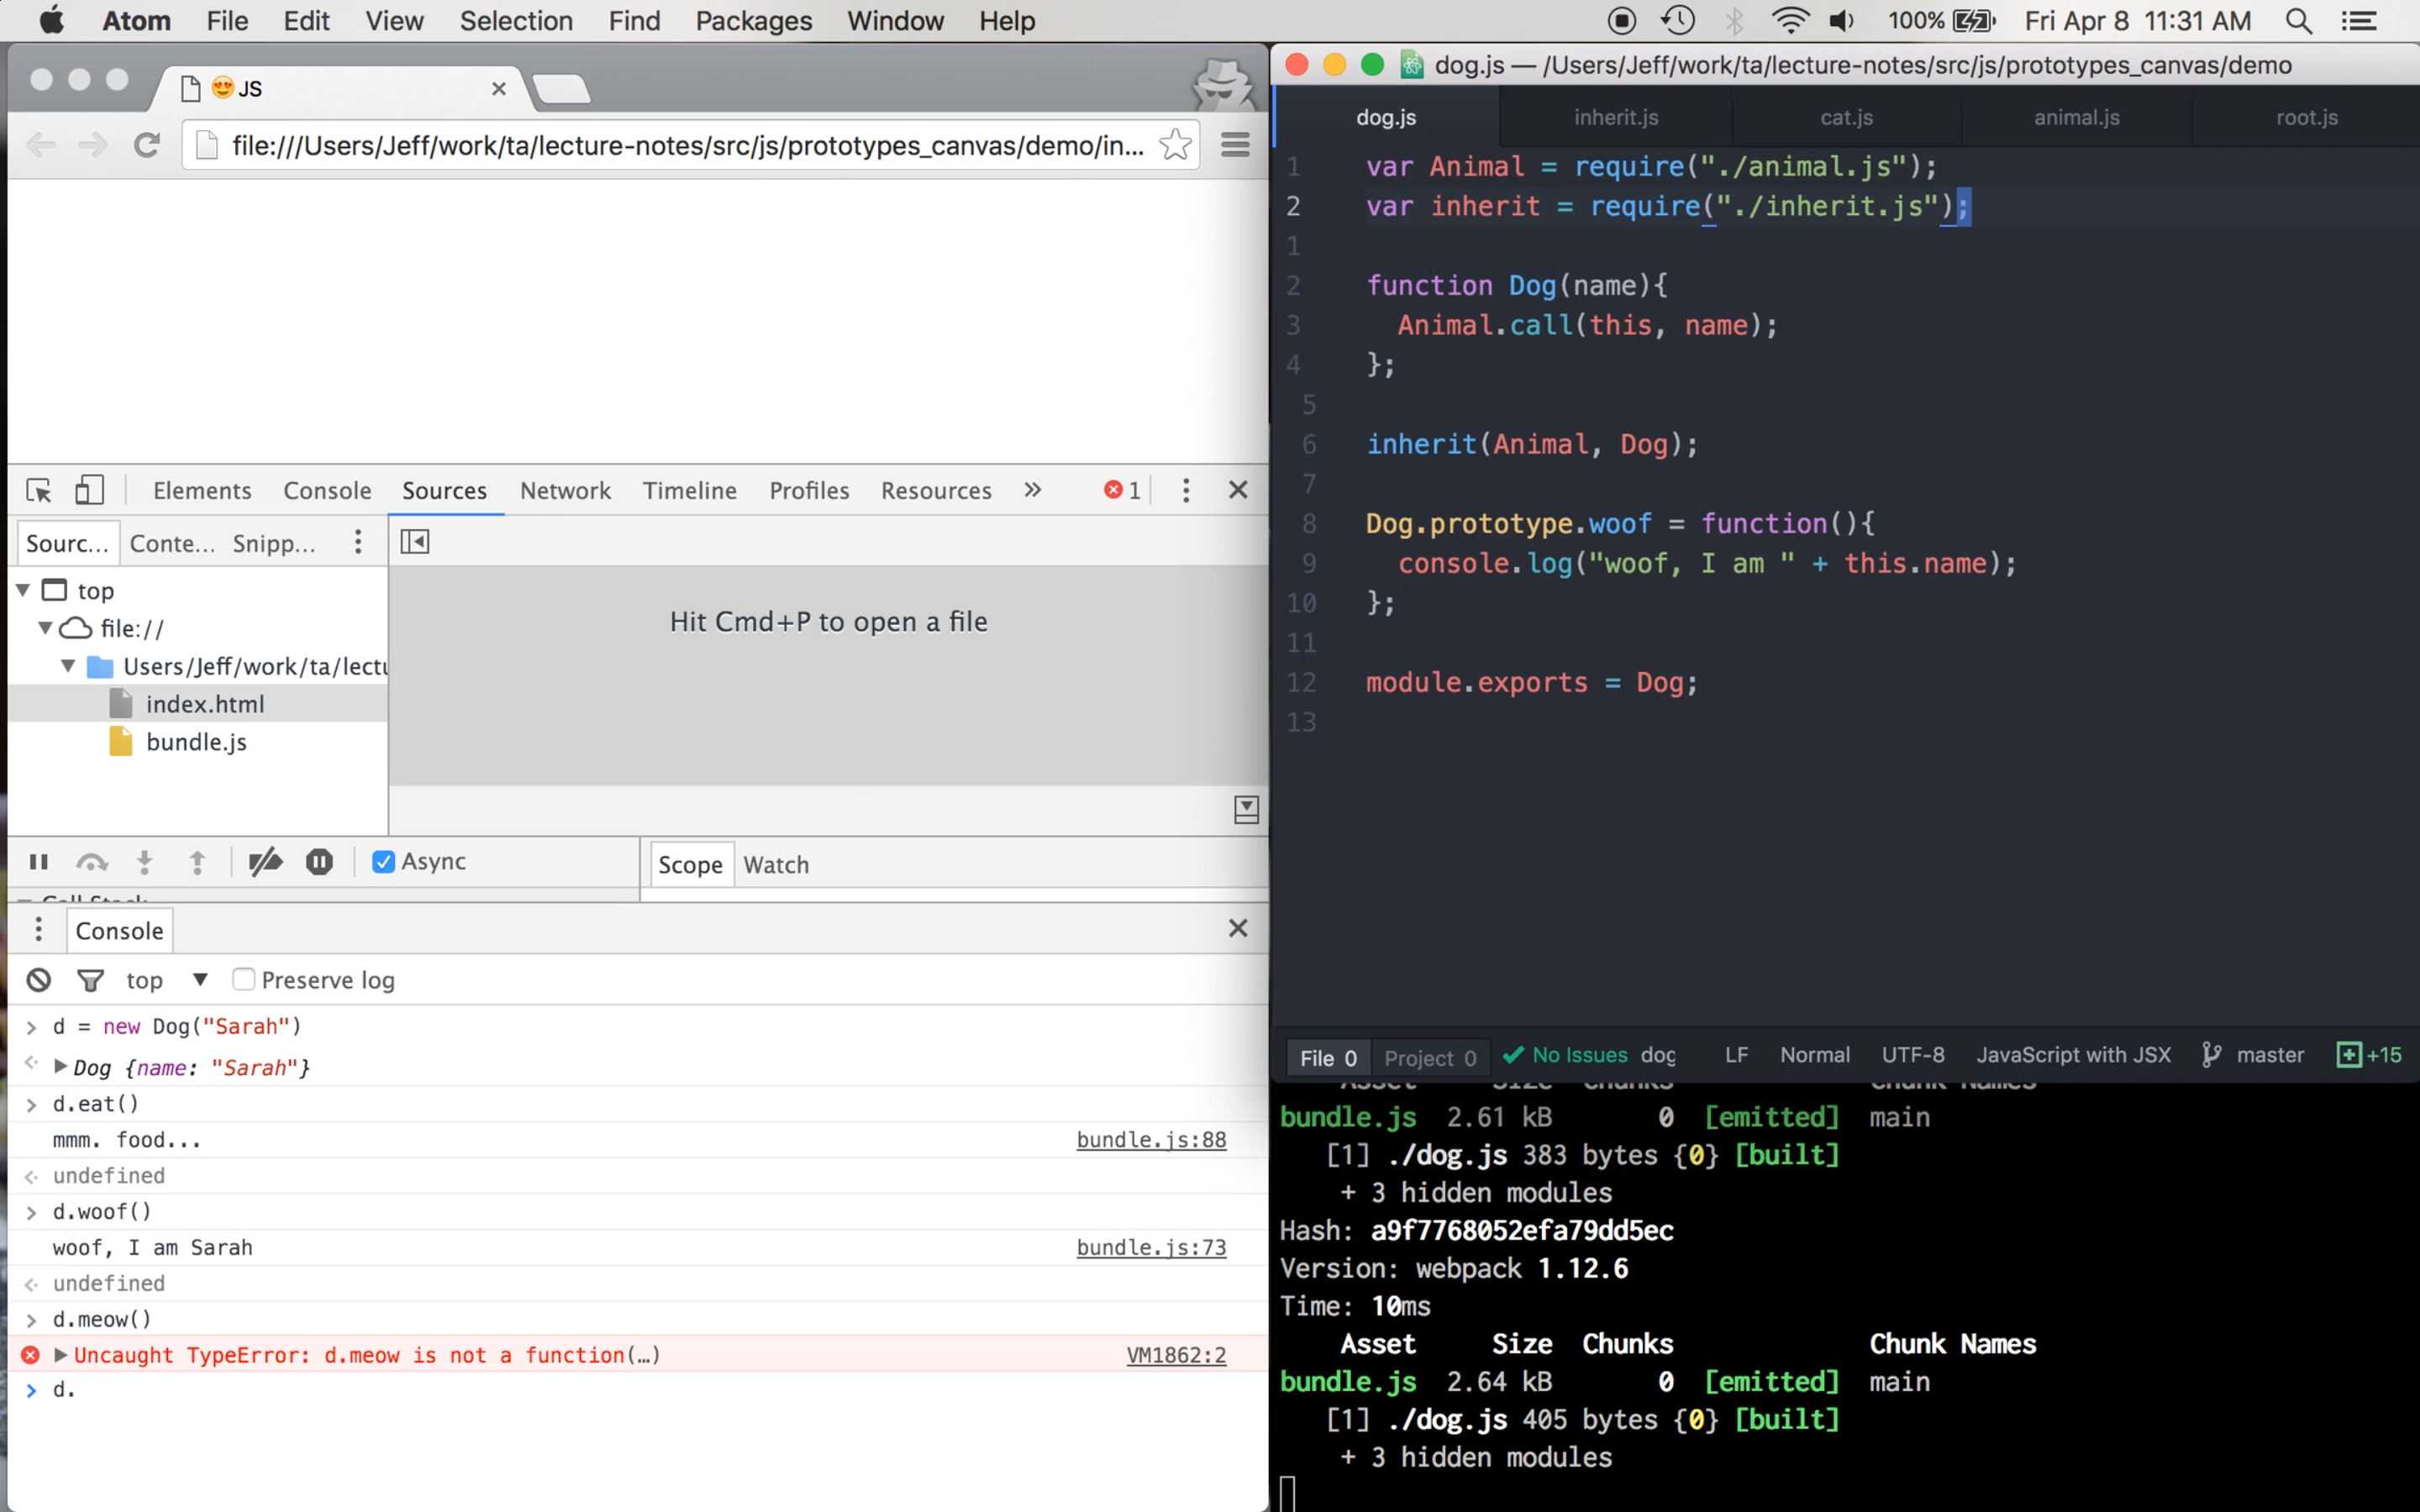 Atom File Edit View Selection Find Packages Window Help 100% Fri Apr 8 11:31 AM
😍JS
file:///Users/Jeff/work/ta/lecture-notes/src/js/prototypes_canvas/demo/in...
Elements Console Sources Network Timeline Profiles Resources » 1
Sourc... Conte... Snipp...
top
file://
Users/Jeff/work/ta/lectu
index.html
bundle.js
Hit Cmd+P to open a file
Async
Scope Watch
Call Stack
Console
top Preserve log
> d = new Dog("Sarah")
Dog {name: "Sarah"}
> d.eat()
mmm. food... bundle.js:88
undefined
> d.woof()
woof, I am Sarah bundle.js:73
undefined
> d.meow()
Uncaught TypeError: d.meow is not a function(…) VM1862:2
> d.
dog.js — /Users/Jeff/work/ta/lecture-notes/src/js/prototypes_canvas/demo
dog.js inherit.js cat.js animal.js root.js
1 var Animal = require("./animal.js");
2 var inherit = require("./inherit.js");
1
2 function Dog(name){
3 Animal.call(this, name);
4 };
5
6 inherit(Animal, Dog);
7
8 Dog.prototype.woof = function(){
9 console.log("woof, I am " + this.name);
10 };
11
12 module.exports = Dog;
13
File 0 Project 0 No Issues dog LF Normal UTF-8 JavaScript with JSX master +15
Asset Size Chunks Chunk Names
bundle.js 2.61 kB 0 [emitted] main
[1] ./dog.js 383 bytes {0} [built]
+ 3 hidden modules
Hash: a9f7768052efa79dd5ec
Version: webpack 1.12.6
Time: 10ms
Asset Size Chunks Chunk Names
bundle.js 2.64 kB 0 [emitted] main
[1] ./dog.js 405 bytes {0} [built]
+ 3 hidden modules